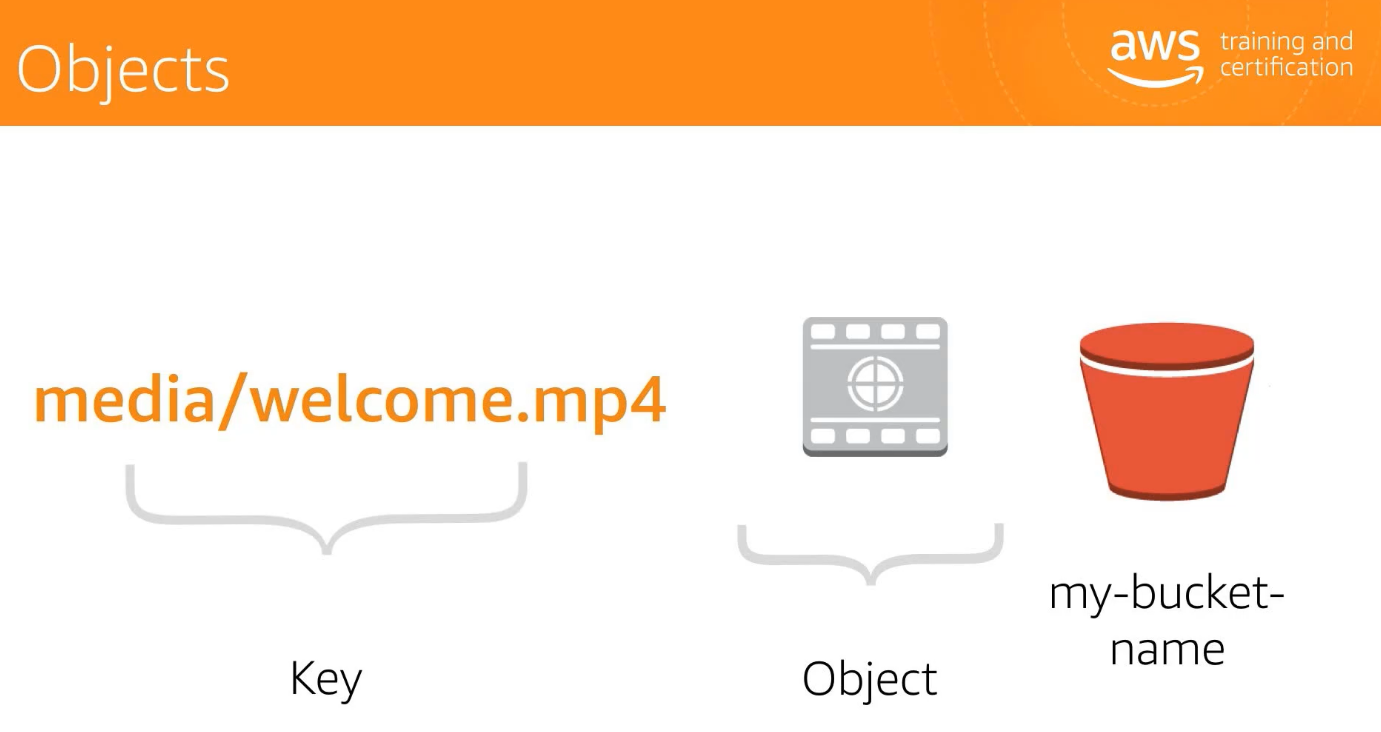 Objects
aws training and
certification
media/welcome.mp4
Key
Object
my-bucket-
name